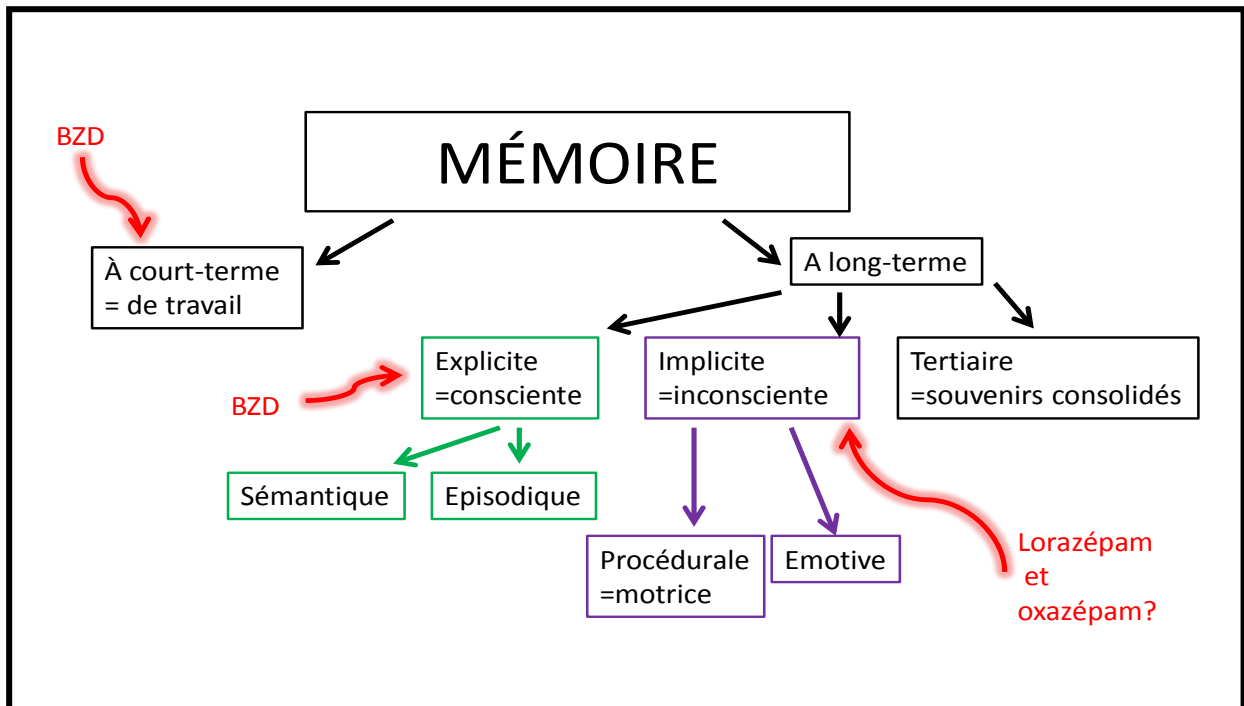 BZD
MÉMOIRE
À court-terme
= de travail
A long-terme
Explicite
=consciente
Implicite
=inconsciente
Tertiaire
=souvenirs consolidés
BZD
Sémantique
Episodique
Procédurale
=motrice
Emotive
Lorazépam
et
oxazépam?